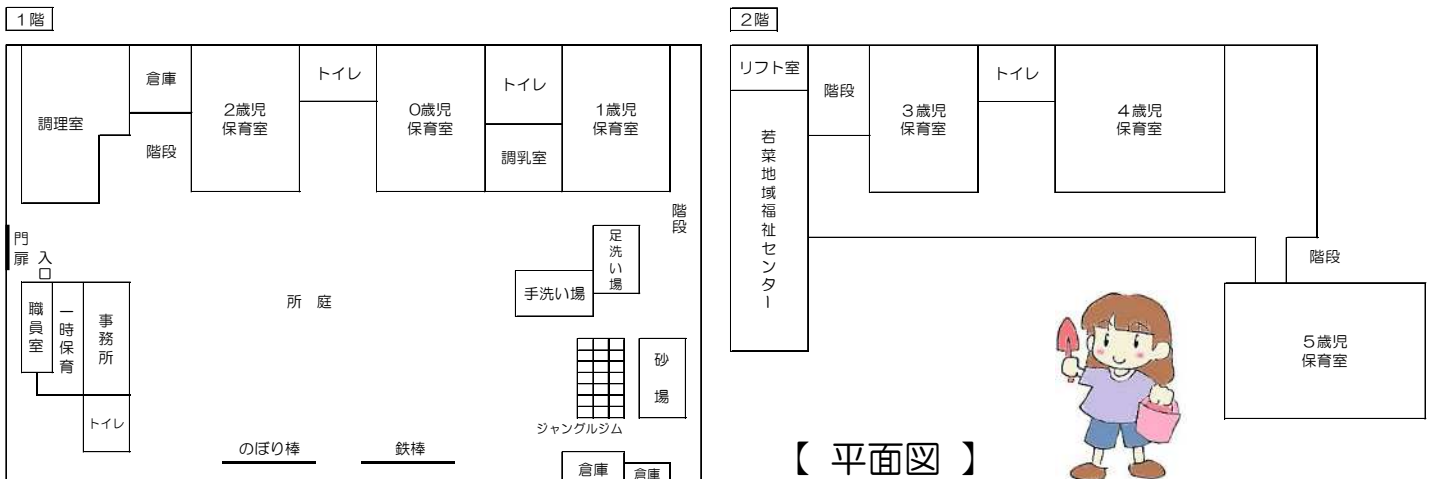 1階
調理室
倉庫
階段
2歳児
保育室
トイレ
0歳児
保育室
トイレ
調乳室
1歳児
保育室
階段
門扉
入口
職員室
一時保育
事務所
トイレ
所 庭
足洗い場
手洗い場
砂場
ジャングルジム
のぼり棒
鉄棒
倉庫
倉庫
2階
リフト室
階段
3歳児
保育室
トイレ
4歳児
保育室
若菜地域福祉センター
階段
5歳児
保育室
【 平面図 】